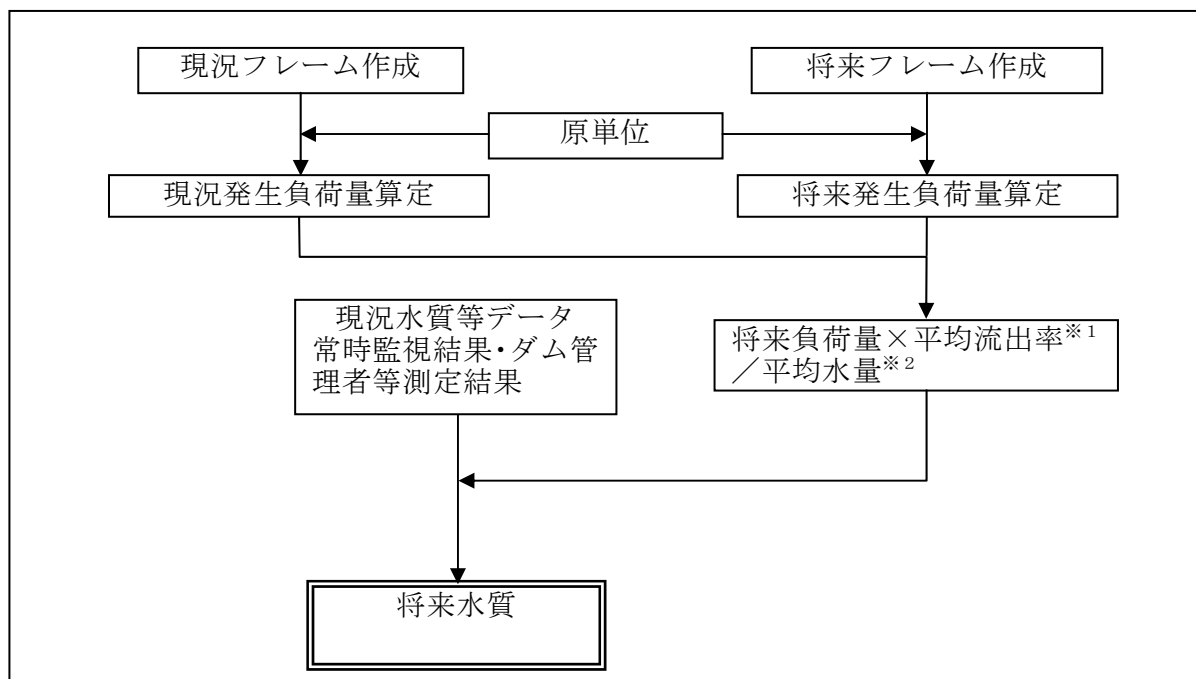 現況フレーム作成
将来フレーム作成
原単位
現況発生負荷量算定
将来発生負荷量算定
現況水質等データ
常時監視結果・ダム管
理者等測定結果
将来負荷量×平均流出率※1
／平均水量※2
将来水質